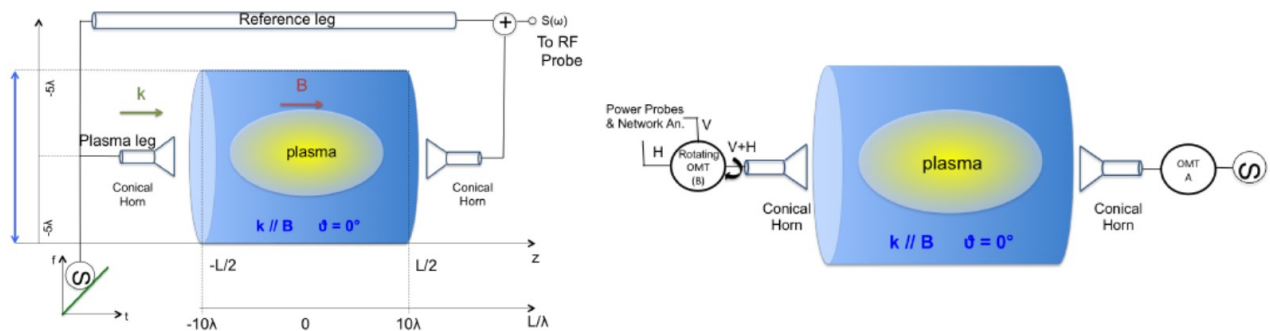 Reference leg
+
S(ω)
To RF
Probe
-5λ
k
B
Plasma leg
plasma
Conical
Horn
Conical
Horn
-5λ
k // B ϑ = 0°
z
f
S
t
-L/2
L/2
-10λ
0
10λ
L/λ
Power Probes
& Network An.
V
H
V+H
Rotating
OMT
(B)
plasma
OMT
A
S
Conical
Horn
Conical
Horn
k // B ϑ = 0°